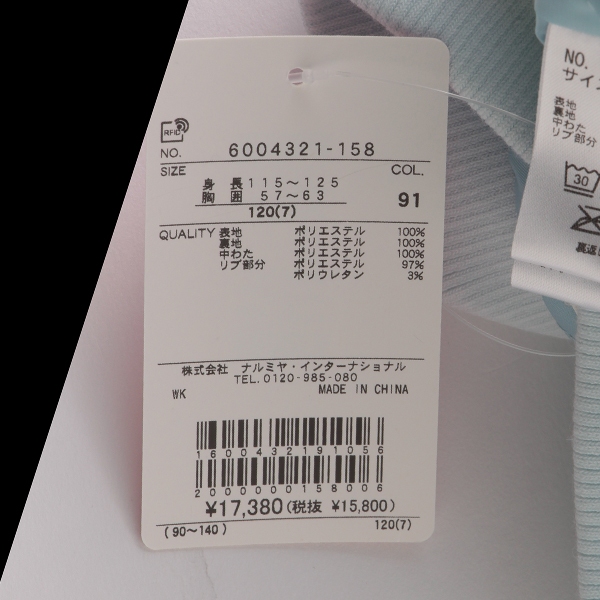 RFID
NO. 6004321-158
SIZE COL.
身 長 115～125
胸 囲 57～63
91
120(7)
QUALITY 表地 ポリエステル 100%
裏地 ポリエステル 100%
中わた ポリエステル 100%
リブ部分 ポリエステル 97%
ポリウレタン 3%
株式会社 ナルミヤ・インターナショナル
TEL.0120-985-080
WK MADE IN CHINA
1600432191056
2000000158006
¥17,380(税抜 ¥15,800)
(90～140) 120(7)
NO.
サイズ
表地
裏地
中わた
リブ部分
30
裏返し